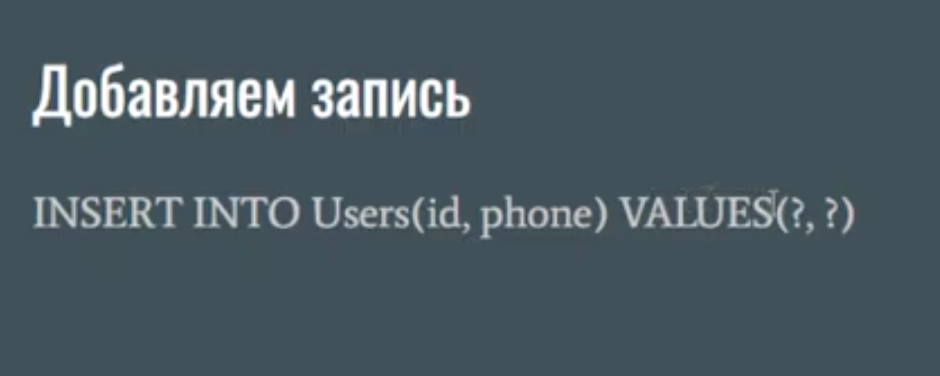 Добавляем запись
INSERT INTO Users(id, phone) VALUES(?, ?)